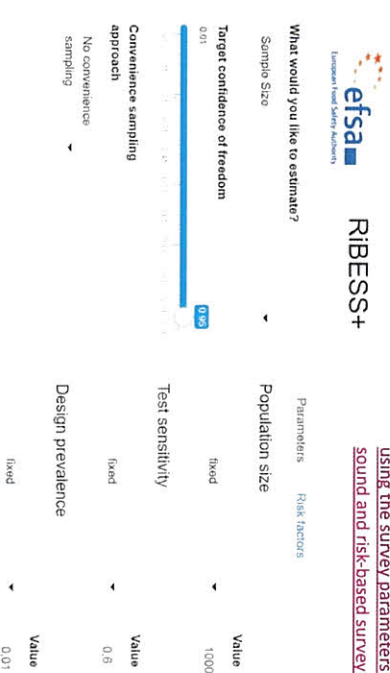 using the survey parameters
sound and risk-based survey
efsa
European Food Safety Authority
RiBESS+
What would you like to estimate?
Sample Size
Target confidence of freedom
0.01
0.95
Convenience sampling
approach
No convenience
sampling
Parameters
Risk factors
Population size
fixed
Value
1000
Test sensitivity
fixed
Value
0.6
Design prevalence
fixed
Value
0.01